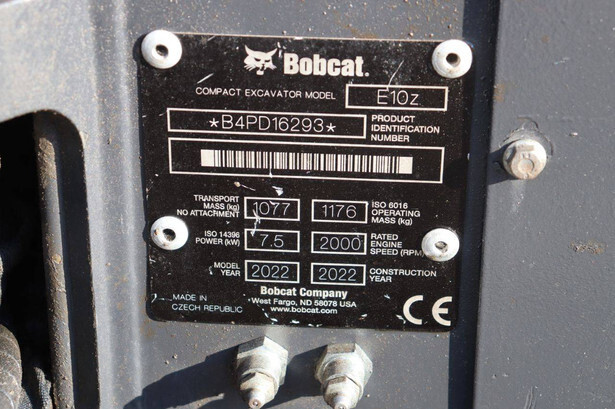 Bobcat.
COMPACT EXCAVATOR MODEL E10z
*B4PD16293* PRODUCT IDENTIFICATION NUMBER
TRANSPORT MASS (kg) NO ATTACHMENT 1077 1176 ISO 6016 OPERATING MASS (kg)
ISO 14396 POWER (kW) 7.5 2000 RATED ENGINE SPEED (RPM)
MODEL YEAR 2022 2022 CONSTRUCTION YEAR
Bobcat Company
West Fargo, ND 58078 USA
www.bobcat.com
MADE IN
CZECH REPUBLIC
CE